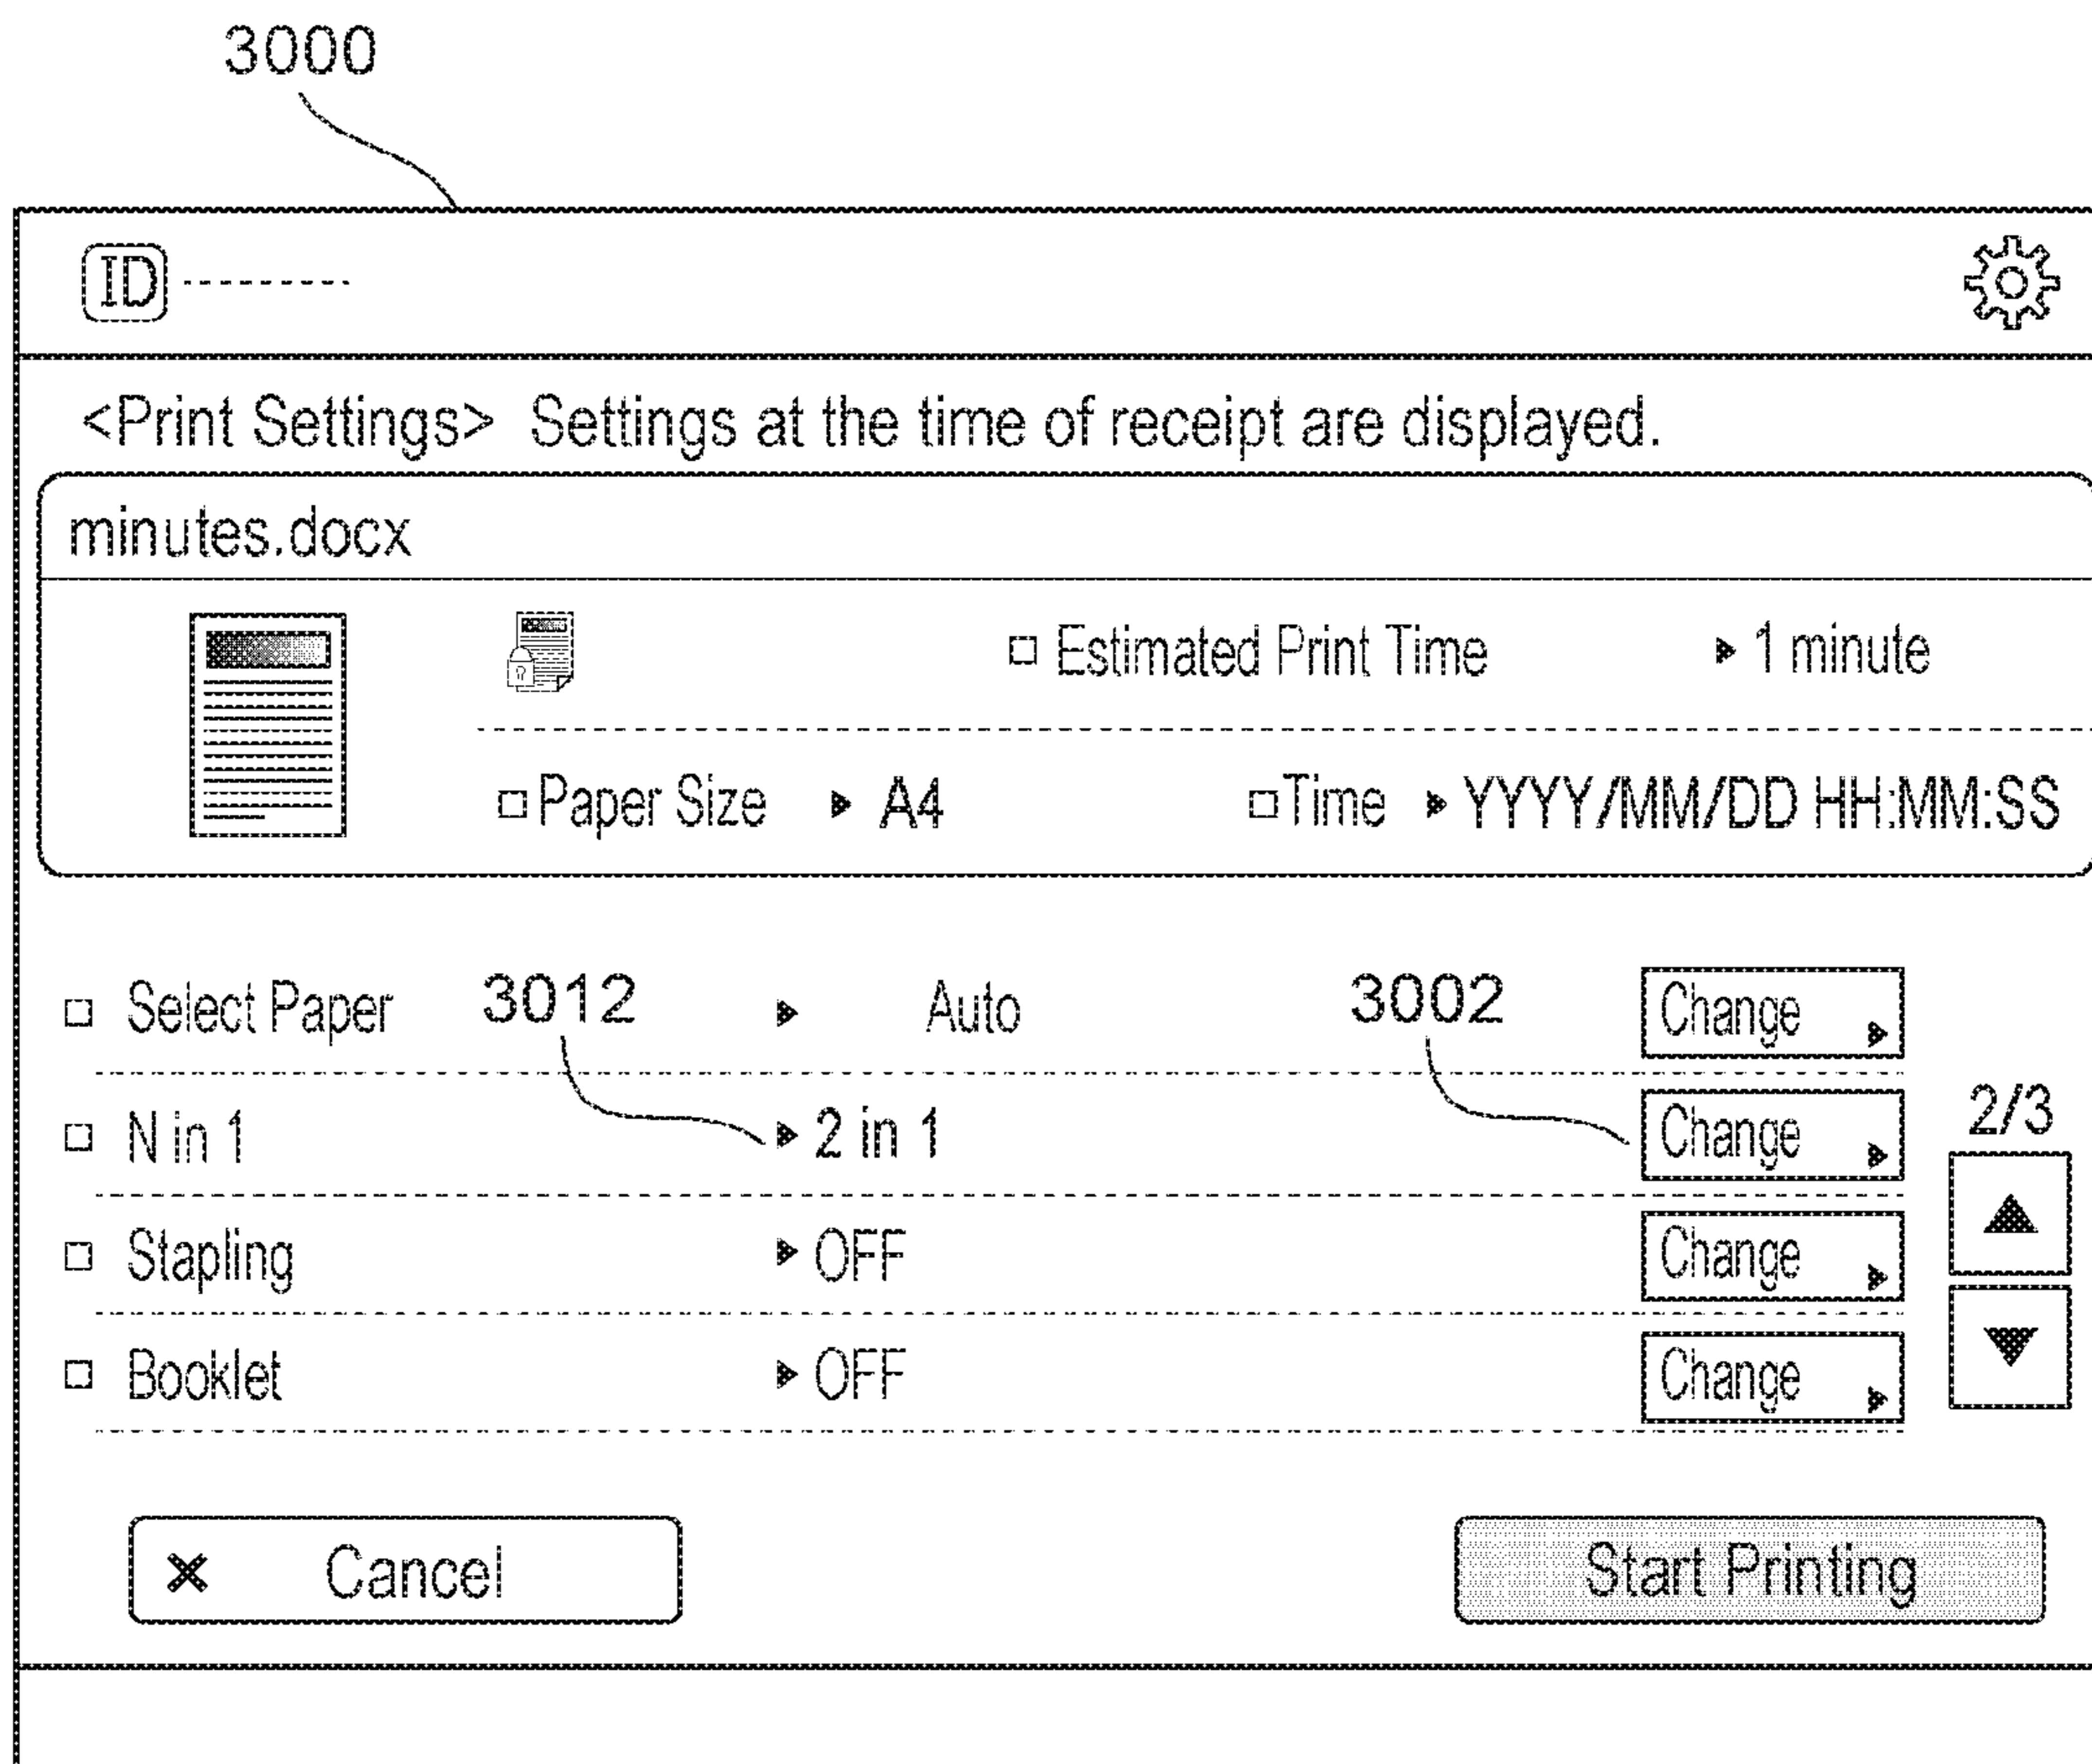 3000
ID
<Print Settings> Settings at the time of receipt are displayed.
minutes.docx
Estimated Print Time 1 minute
Paper Size A4 Time YYYY/MM/DD HH:MM:SS
Select Paper 3012 Auto 3002 Change
N in 1 2 in 1 Change 2/3
Stapling OFF Change
Booklet OFF Change
Cancel Start Printing